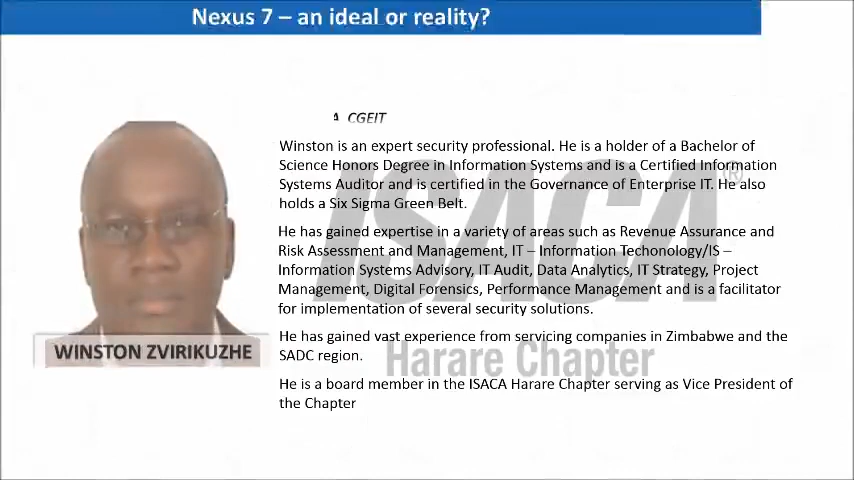 Nexus 7 – an ideal or reality?
A CGEIT
Winston is an expert security professional. He is a holder of a Bachelor of
Science Honors Degree in Information Systems and is a Certified Information
Systems Auditor and is certified in the Governance of Enterprise IT. He also
holds a Six Sigma Green Belt.
He has gained expertise in a variety of areas such as Revenue Assurance and
Risk Assessment and Management, IT – Information Techonology/IS –
Information Systems Advisory, IT Audit, Data Analytics, IT Strategy, Project
Management, Digital Forensics, Performance Management and is a facilitator
for implementation of several security solutions.
He has gained vast experience from servicing companies in Zimbabwe and the
SADC region.
He is a board member in the ISACA Harare Chapter serving as Vice President of
the Chapter
WINSTON ZVIRIKUZHE
ISACA®
Harare Chapter